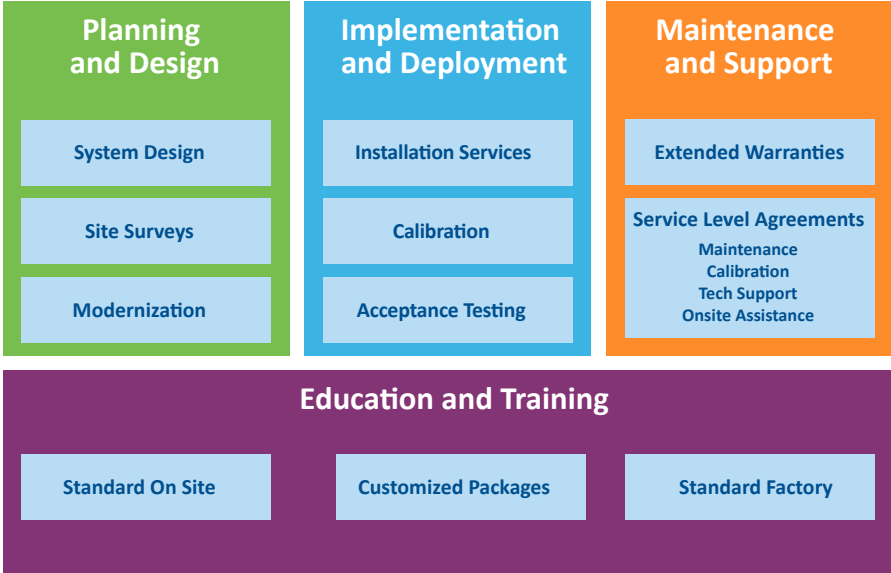 Planning
and Design
System Design
Site Surveys
Modernization
Implementation
and Deployment
Installation Services
Calibration
Acceptance Testing
Maintenance
and Support
Extended Warranties
Service Level Agreements
Maintenance
Calibration
Tech Support
Onsite Assistance
Education and Training
Standard On Site
Customized Packages
Standard Factory